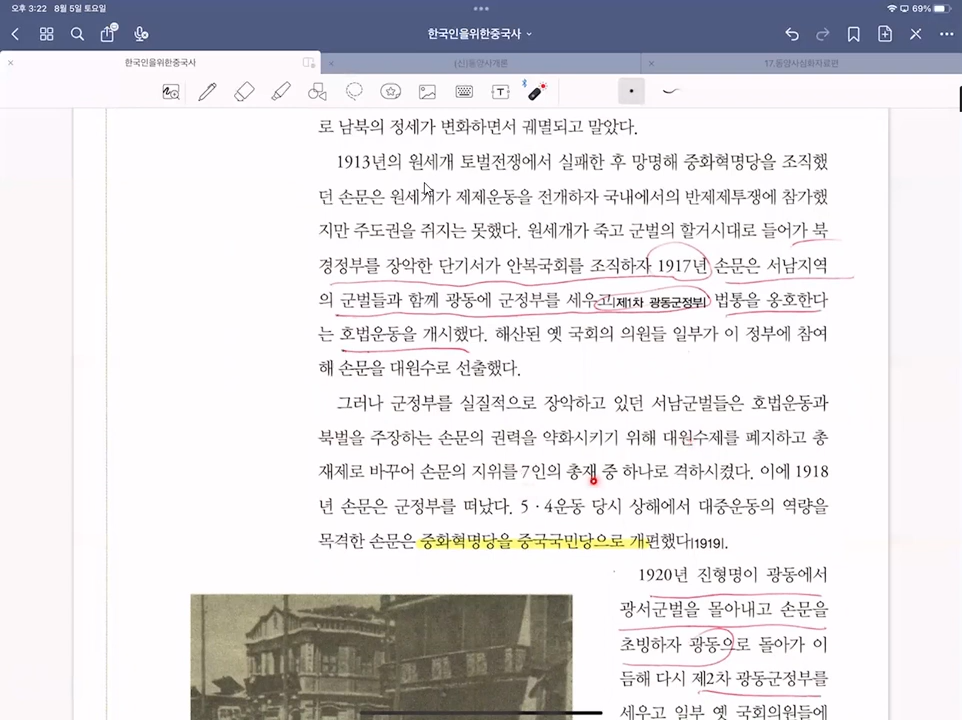 오후 3:22 8월 5일 토요일
69%
한국인을위한중국사
한국인을위한중국사
(신)동양사개론
17.동양사심화자료편
로 남북의 정세가 변화하면서 궤멸되고 말았다.
1913년의 원세개 토벌전쟁에서 실패한 후 망명해 중화혁명당을 조직했
던 손문은 원세개가 제제운동을 전개하자 국내에서의 반제제투쟁에 참가했
지만 주도권을 쥐지는 못했다. 원세개가 죽고 군벌의 할거시대로 들어가 북
경정부를 장악한 단기서가 안복국회를 조직하자 1917년 손문은 서남지역
의 군벌들과 함께 광동에 군정부를 세우고[제1차 광동군정부] 법통을 옹호한다
는 호법운동을 개시했다. 해산된 옛 국회의 의원들 일부가 이 정부에 참여
해 손문을 대원수로 선출했다.
그러나 군정부를 실질적으로 장악하고 있던 서남군벌들은 호법운동과
북벌을 주장하는 손문의 권력을 약화시키기 위해 대원수제를 폐지하고 총
재제로 바꾸어 손문의 지위를 7인의 총재 중 하나로 격하시켰다. 이에 1918
년 손문은 군정부를 떠났다. 5·4운동 당시 상해에서 대중운동의 역량을
목격한 손문은 중화혁명당을 중국국민당으로 개편했다[1919].
1920년 진형명이 광동에서
광서군벌을 몰아내고 손문을
초빙하자 광동으로 돌아가 이
듬해 다시 제2차 광동군정부를
세우고 일부 옛 국회의원들에